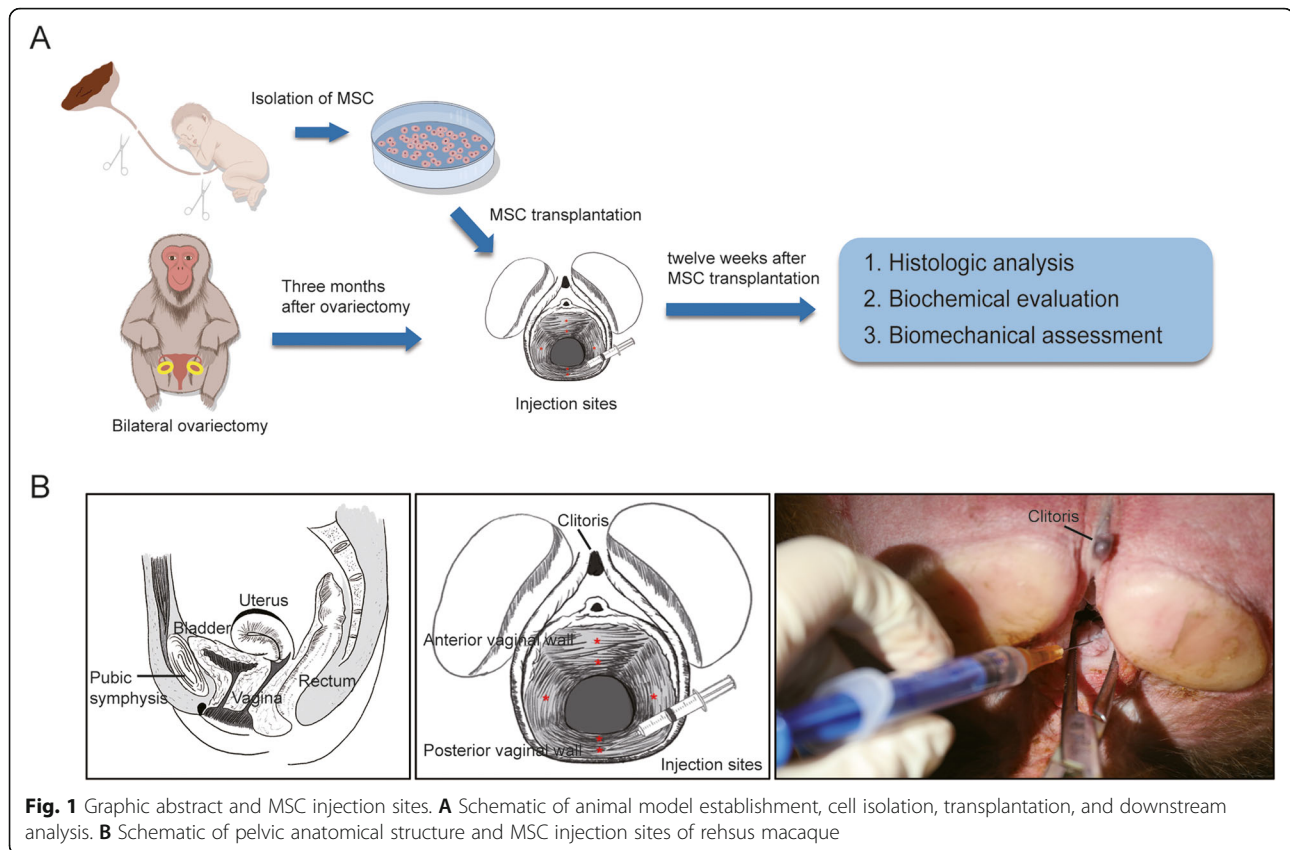 A
Isolation of MSC
MSC transplantation
Three months
after ovariectomy
twelve weeks after
MSC transplantation
1. Histologic analysis
2. Biochemical evaluation
3. Biomechanical assessment
Injection sites
Bilateral ovariectomy
B
Uterus
Bladder
Pubic
symphysis
Vagina
Rectum
Clitoris
Anterior vaginal wall
Posterior vaginal wall
Injection sites
Clitoris
Fig. 1 Graphic abstract and MSC injection sites. A Schematic of animal model establishment, cell isolation, transplantation, and downstream
analysis. B Schematic of pelvic anatomical structure and MSC injection sites of rehsus macaque